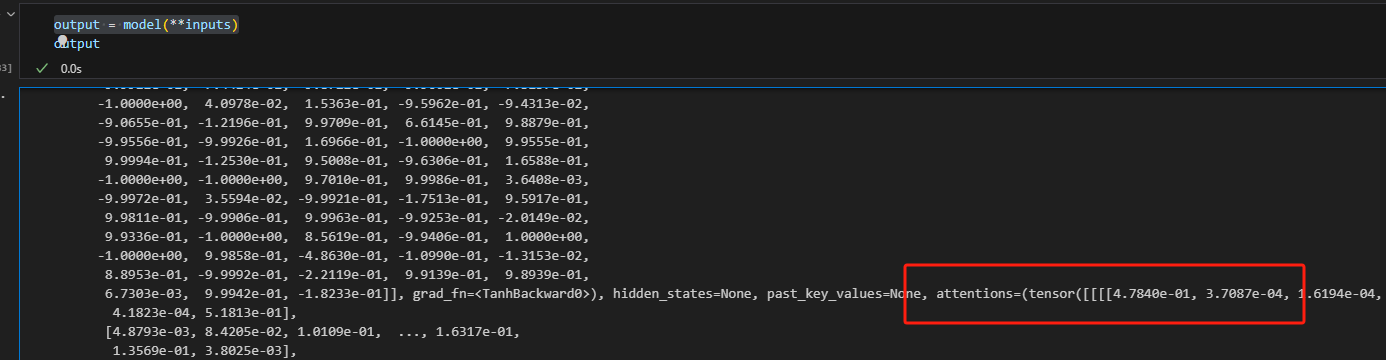 output = model(**inputs)
output
3]
0.0s
-1.0000e+00, 4.0978e-02, 1.5363e-01, -9.5962e-01, -9.4313e-02,
-9.0655e-01, -1.2196e-01, 9.9709e-01, 6.6145e-01, 9.8879e-01,
-9.9556e-01, -9.9926e-01, 1.6966e-01, -1.0000e+00, 9.9555e-01,
9.9994e-01, -1.2530e-01, 9.5008e-01, -9.6306e-01, 1.6588e-01,
-1.0000e+00, -1.0000e+00, 9.7010e-01, 9.9986e-01, 3.6408e-03,
-9.9972e-01, 3.5594e-02, -9.9921e-01, -1.7513e-01, 9.5917e-01,
9.9811e-01, -9.9906e-01, 9.9963e-01, -9.9253e-01, -2.0149e-02,
9.9336e-01, -1.0000e+00, 8.5619e-01, -9.9406e-01, 1.0000e+00,
-1.0000e+00, 9.9858e-01, -4.8630e-01, -1.0990e-01, -1.3153e-02,
8.8953e-01, -9.9992e-01, -2.2119e-01, 9.9139e-01, 9.8939e-01,
6.7303e-03, 9.9942e-01, -1.8233e-01]], grad_fn=<TanhBackward0>), hidden_states=None, past_key_values=None, attentions=(tensor([[[[4.7840e-01, 3.7087e-04, 1.6194e-04,
4.1823e-04, 5.1813e-01],
[4.8793e-03, 8.4205e-02, 1.0109e-01, ..., 1.6317e-01,
1.3569e-01, 3.8025e-03],